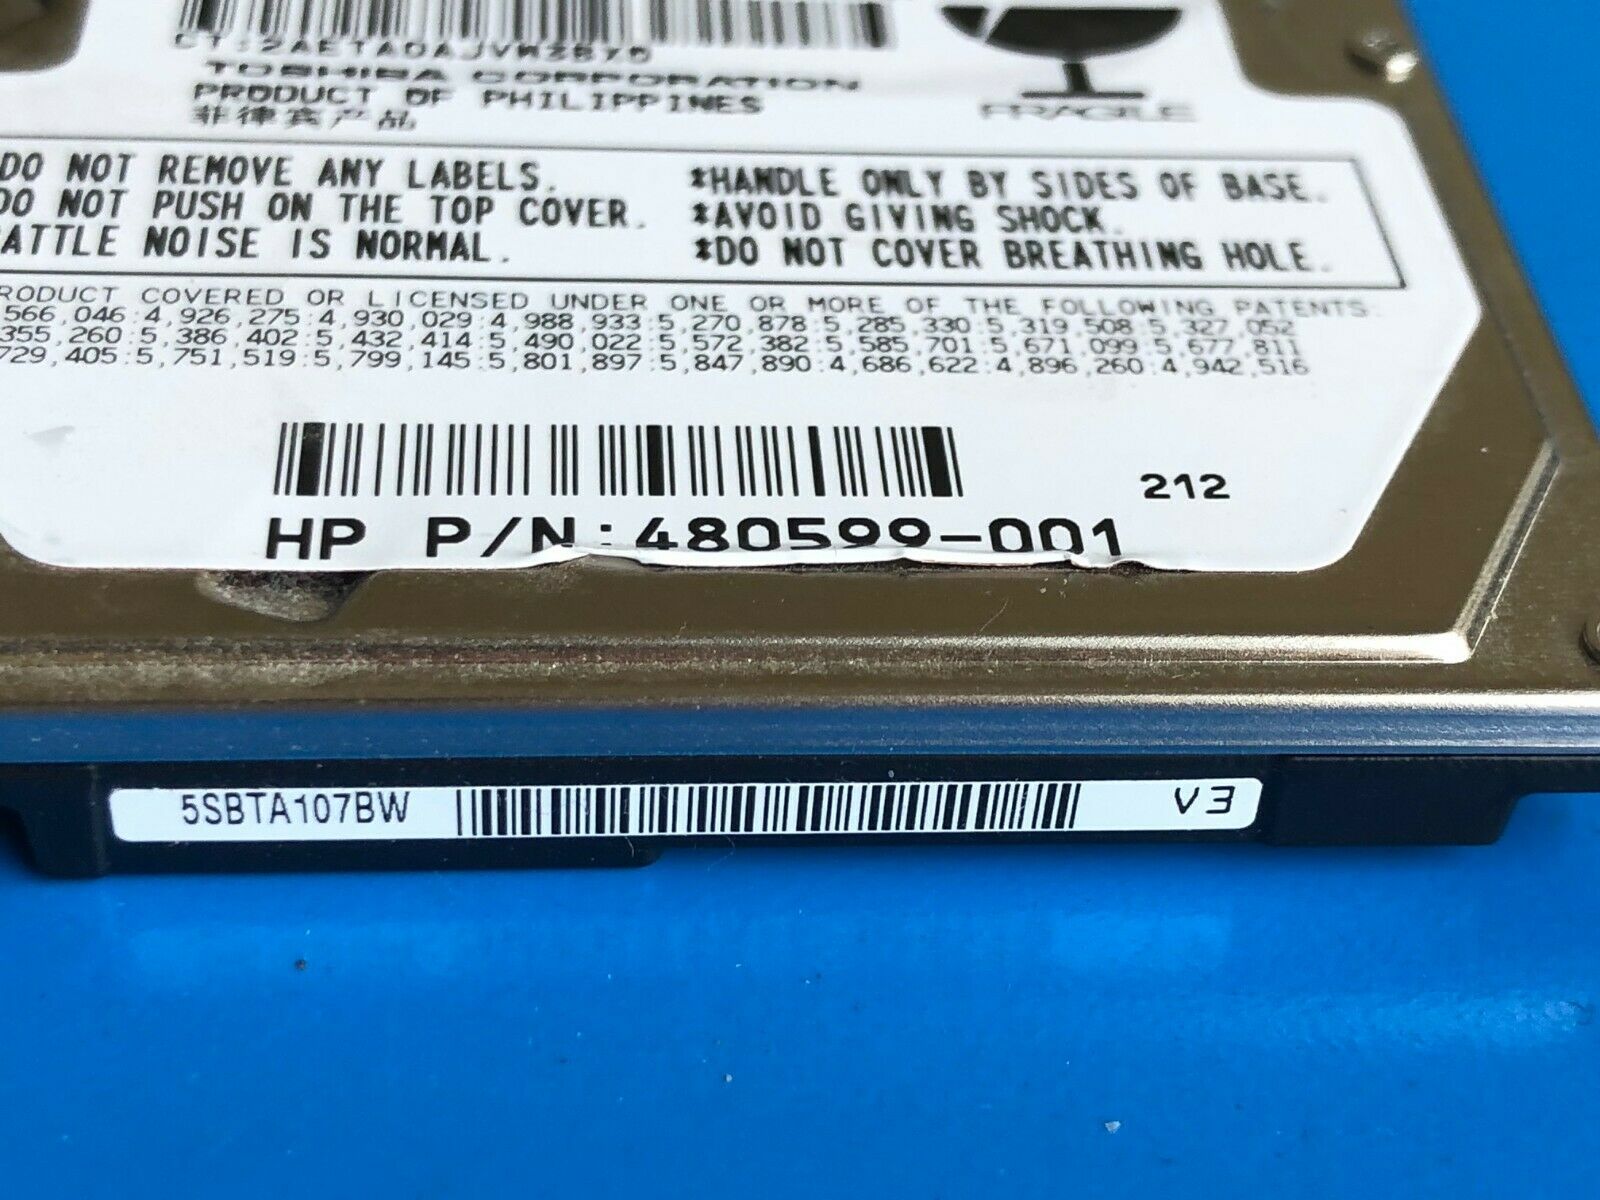 TOSHIBA CORPORATION
PRODUCT OF PHILIPPINES
菲律宾产品
FRAGILE
DO NOT REMOVE ANY LABELS.
DO NOT PUSH ON THE TOP COVER.
ATTLE NOISE IS NORMAL.
*HANDLE ONLY BY SIDES OF BASE.
*AVOID GIVING SHOCK.
*DO NOT COVER BREATHING HOLE.
RODUCT COVERED OR LICENSED UNDER ONE OR MORE OF THE FOLLOWING PATENTS:
566,046:4,926,275:4,930,029:4,988,933:5,270,878:5,285,330:5,319,508:5,327,052
355,260:5,386,402:5,432,414:5,490,022:5,572,382:5,585,701:5,671,099:5,677,811
729,405:5,751,519:5,799,145:5,801,897:5,847,890:4,686,622:4,896,260:4,942,516
212
HP P/N:480599-001
5SBTA107BW V3